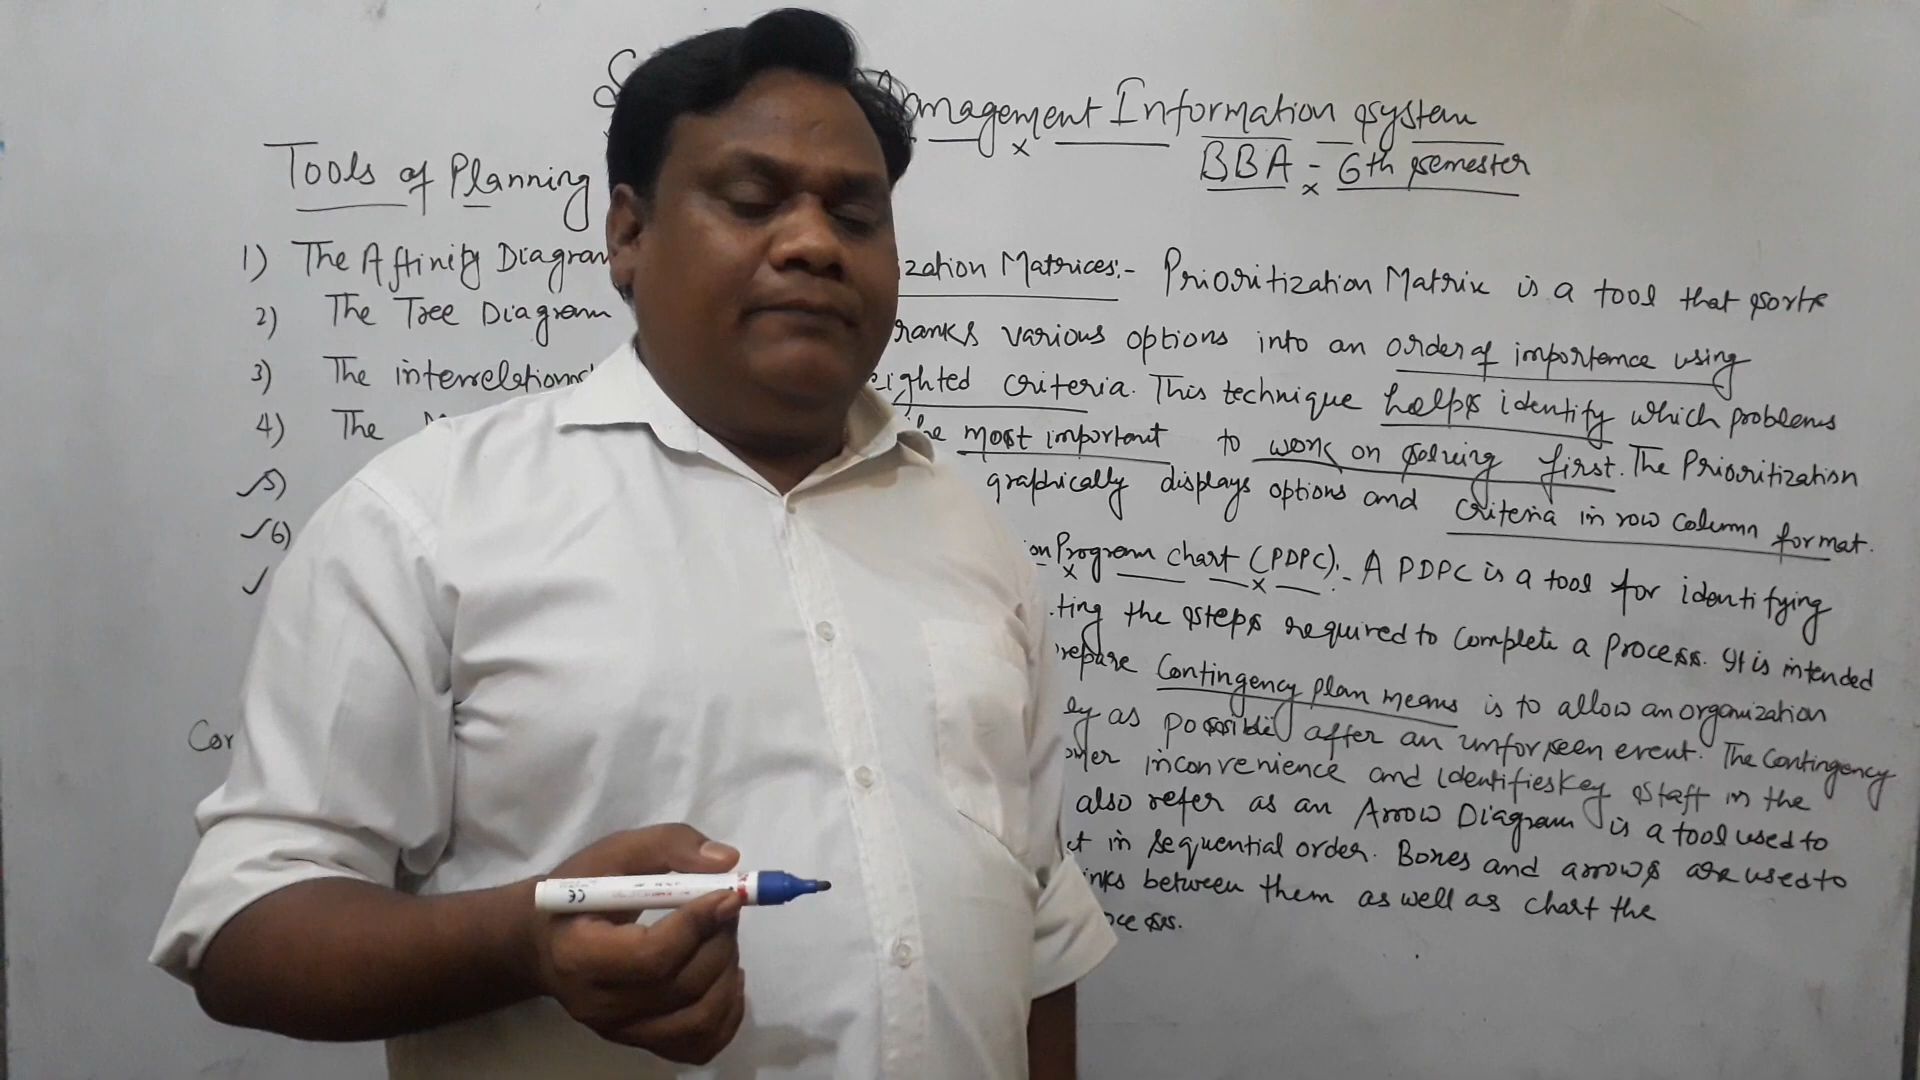 Management Information System
BBA - 6th semester
Tools of Planning
1) The Affinity Diagram
2) The Tree Diagram
3) The
4) The
5)
6)
zation Matrices:- Prioritization Matrix is a tool that sorts
ranks various options into an order of importance using
eighted criteria. This technique helps identify which problems
the most important to work on solving first. The Prioritization
graphically displays options and criteria in row column format.
on Program chart (PDPC):- A PDPC is a tool for identifying
ting the steps required to complete a process. It is intended
repare contingency plan means is to allow an organization
ly as possible after an unforseen event. The contingency
omer inconvenience and identifies key staff in the
also refer as an Arrow Diagram is a tool used to
ct in sequential order. Boxes and arrows are used to
inks between them as well as chart the
ocess.
Cor
CE